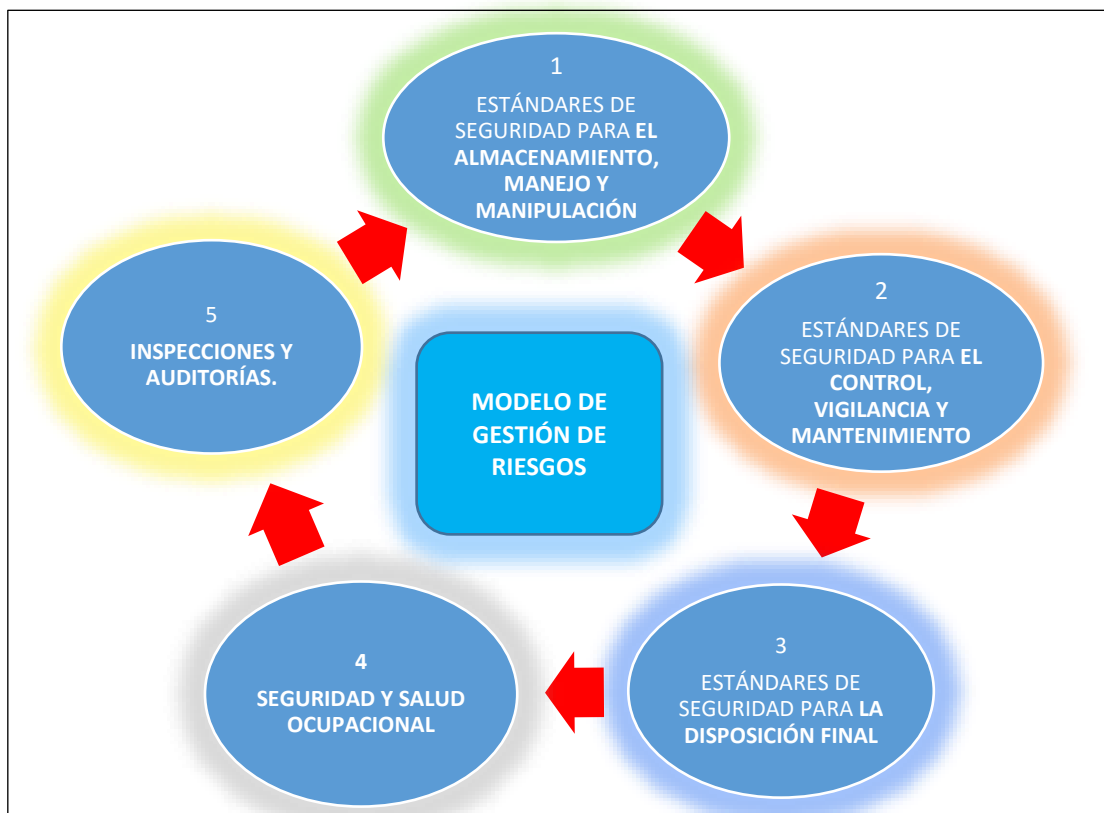 1
ESTÁNDARES DE
SEGURIDAD PARA EL
ALMACENAMIENTO,
MANEJO Y
MANIPULACIÓN
2
ESTÁNDARES DE
SEGURIDAD PARA EL
CONTROL,
VIGILANCIA Y
MANTENIMIENTO
3
ESTÁNDARES DE
SEGURIDAD PARA LA
DISPOSICIÓN FINAL
4
SEGURIDAD Y SALUD
OCUPACIONAL
5
INSPECCIONES Y
AUDITORÍAS.
MODELO DE
GESTIÓN DE
RIESGOS